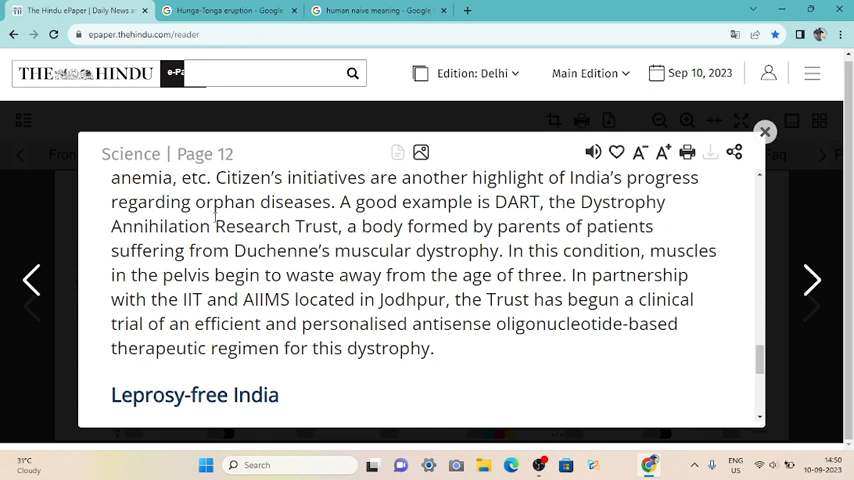 The Hindu ePaper | Daily News a
Hunga-Tonga eruption - Google
human naive meaning - Google
epaper.thehindu.com/reader
THE HINDU
e-Pa
Edition: Delhi
Main Edition
Sep 10, 2023
Fron
Faq
Science | Page 12
A-
A+
anemia, etc. Citizen's initiatives are another highlight of India's progress
regarding orphan diseases. A good example is DART, the Dystrophy
Annihilation Research Trust, a body formed by parents of patients
suffering from Duchenne's muscular dystrophy. In this condition, muscles
in the pelvis begin to waste away from the age of three. In partnership
with the IIT and AIIMS located in Jodhpur, the Trust has begun a clinical
trial of an efficient and personalised antisense oligonucleotide-based
therapeutic regimen for this dystrophy.
Leprosy-free India
31°C
Cloudy
Search
ENG
US
14:50
10-09-2023